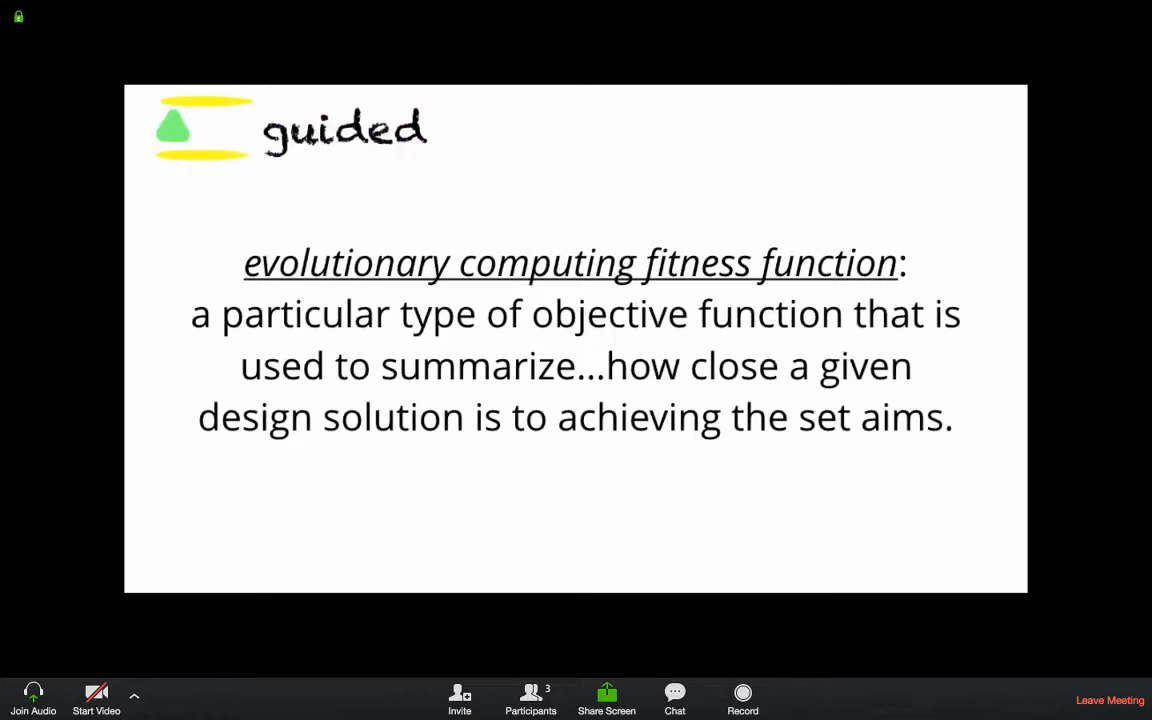 guided
evolutionary computing fitness function:
a particular type of objective function that is
used to summarize...how close a given
design solution is to achieving the set aims.
Join Audio
Start Video
Invite
3
Participants
Share Screen
Chat
Record
Leave Meeting